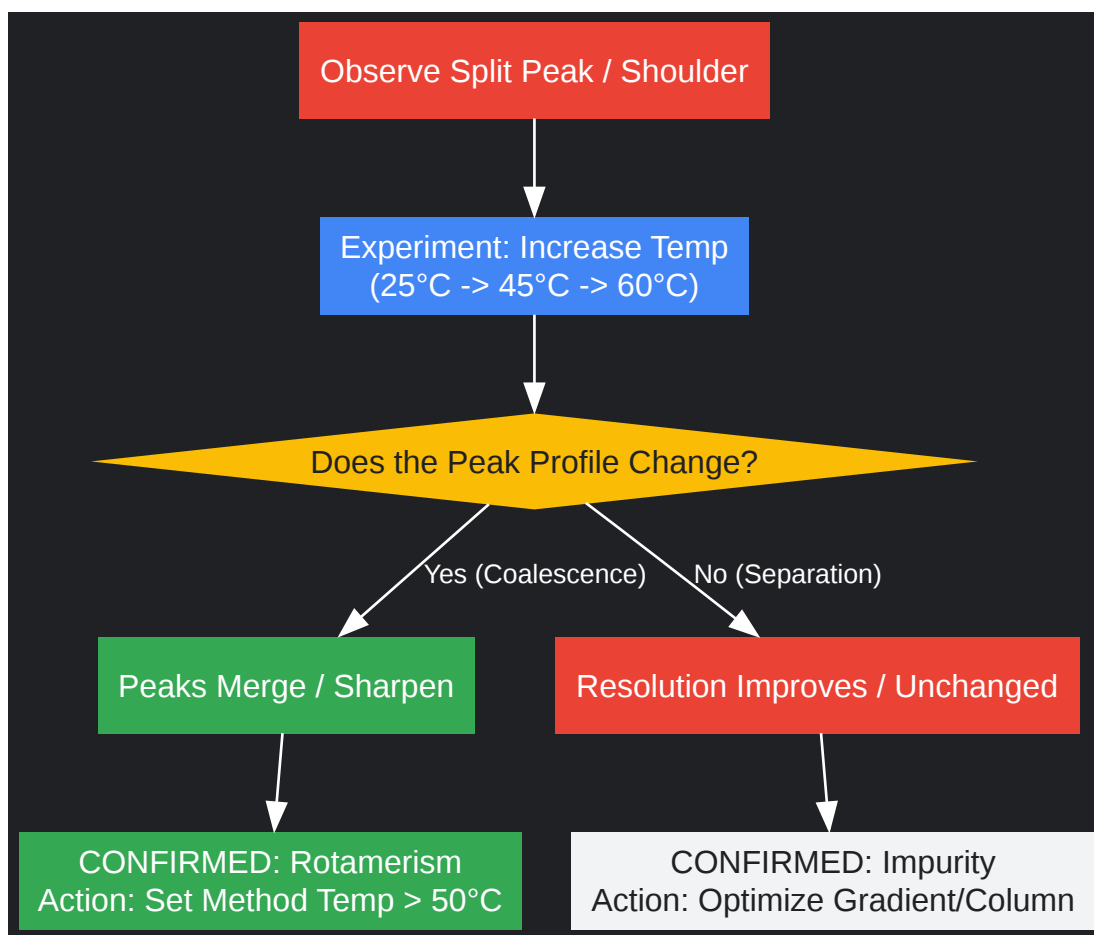 Observe Split Peak / Shoulder
Experiment: Increase Temp
(25°C -> 45°C -> 60°C)
Does the Peak Profile Change?
Yes (Coalescence)
No (Separation)
Peaks Merge / Sharpen
Resolution Improves / Unchanged
CONFIRMED: Rotamerism
Action: Set Method Temp > 50°C
CONFIRMED: Impurity
Action: Optimize Gradient/Column